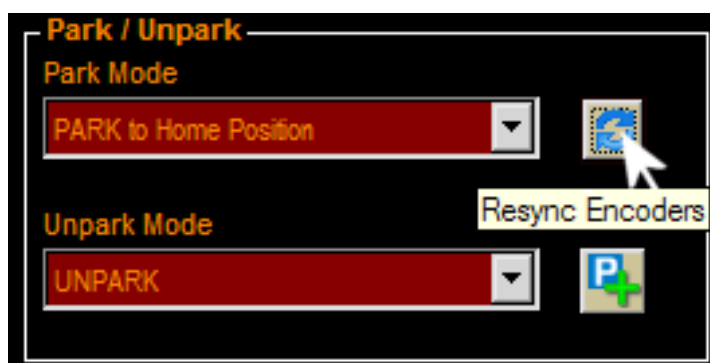 Park / Unpark
Park Mode
PARK to Home Position
Resync Encoders
Unpark Mode
UNPARK
P